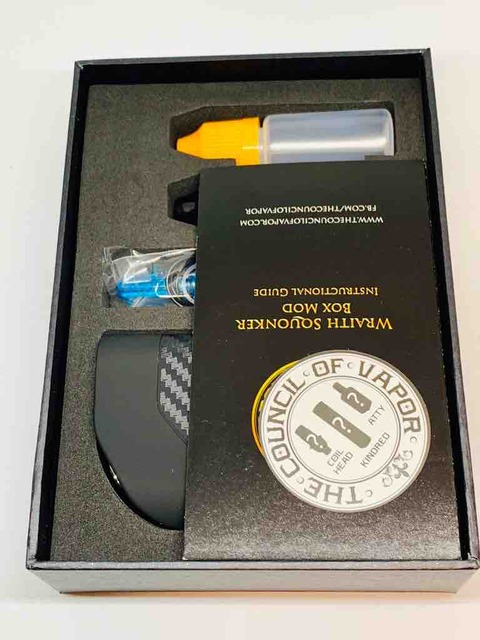 WRAITH SQUONKER
BOX MOD
INSTRUCTIONAL GUIDE
WWW.THECOUNCILOFVAPOR.COM
FB.COM/THECOUNCILOFVAPOR
·THE·COUNCIL·OF·VAPOR·
?
?
?
COIL
HEAD
KINDRED
ATTY